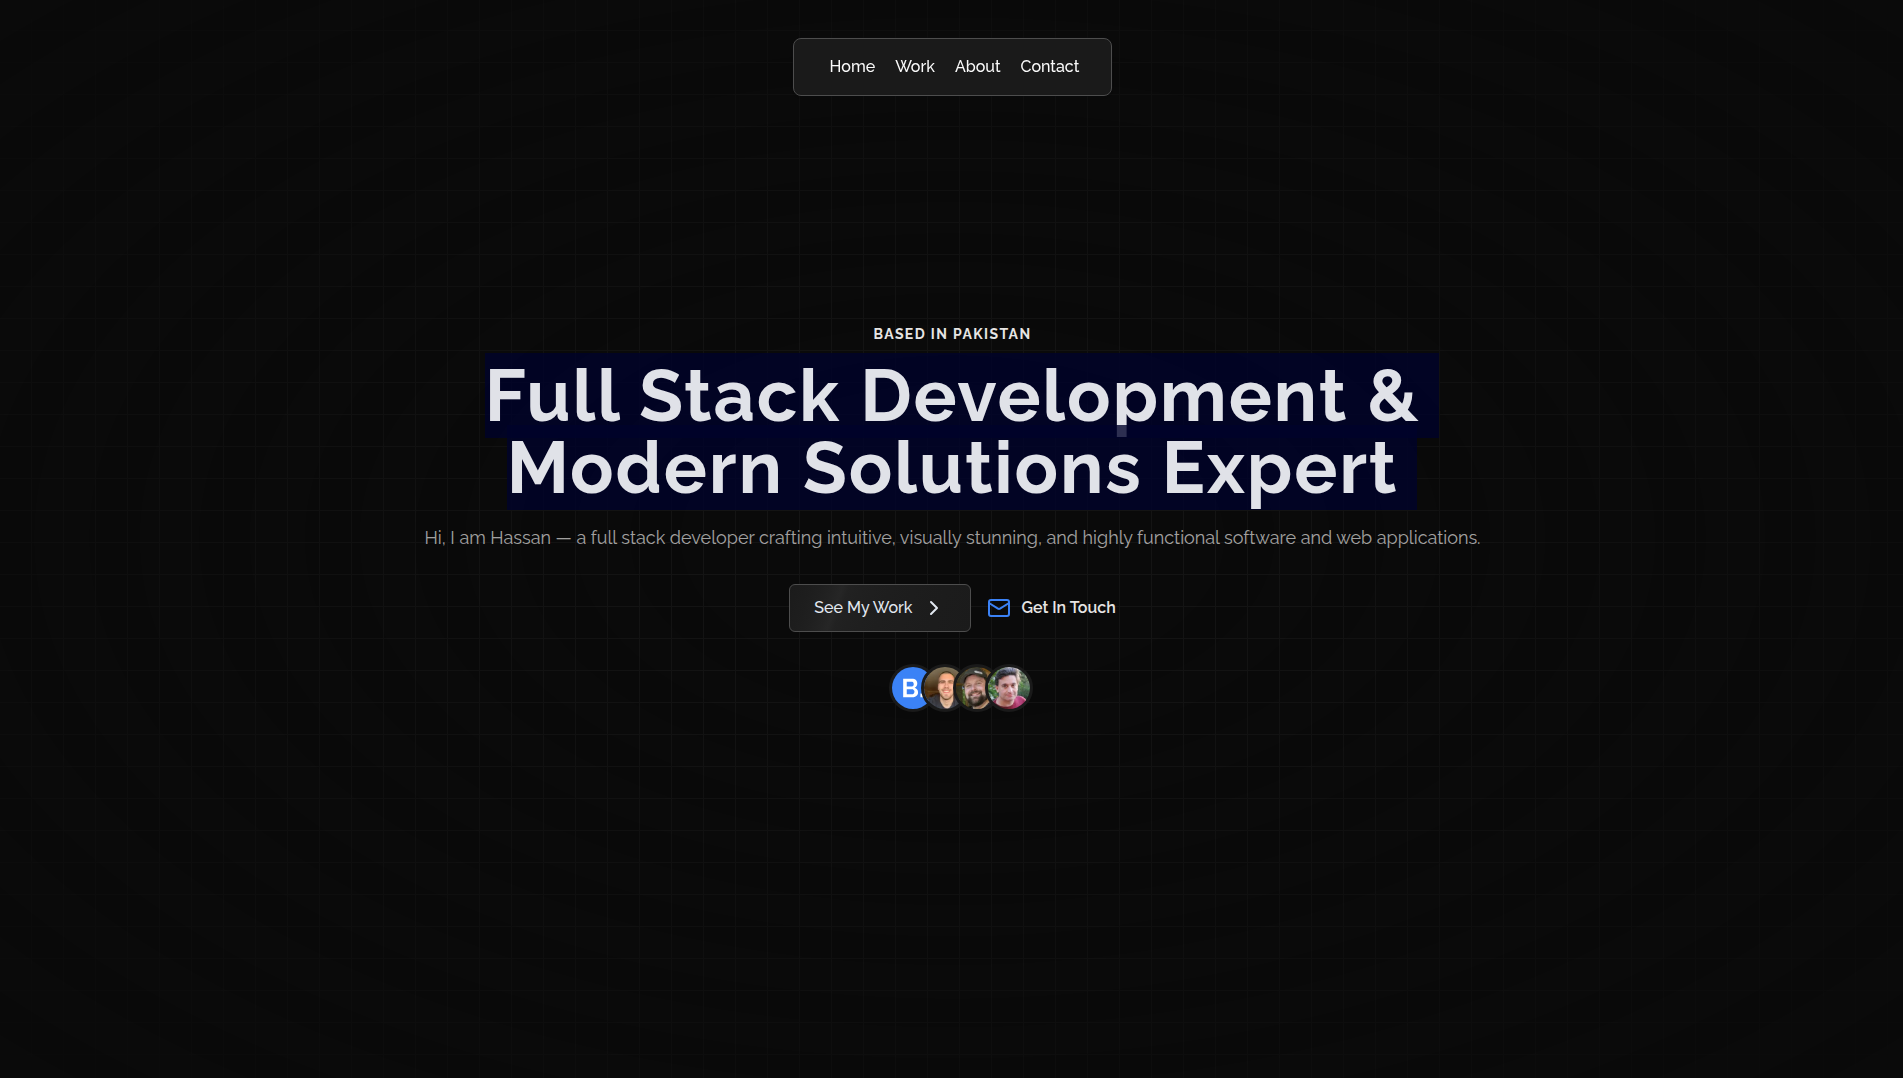 Home Work About Contact
BASED IN PAKISTAN
Full Stack Development &
Modern Solutions Expert
Hi, I am Hassan — a full stack developer crafting intuitive, visually stunning, and highly functional software and web applications.
See My Work
Get In Touch
B.